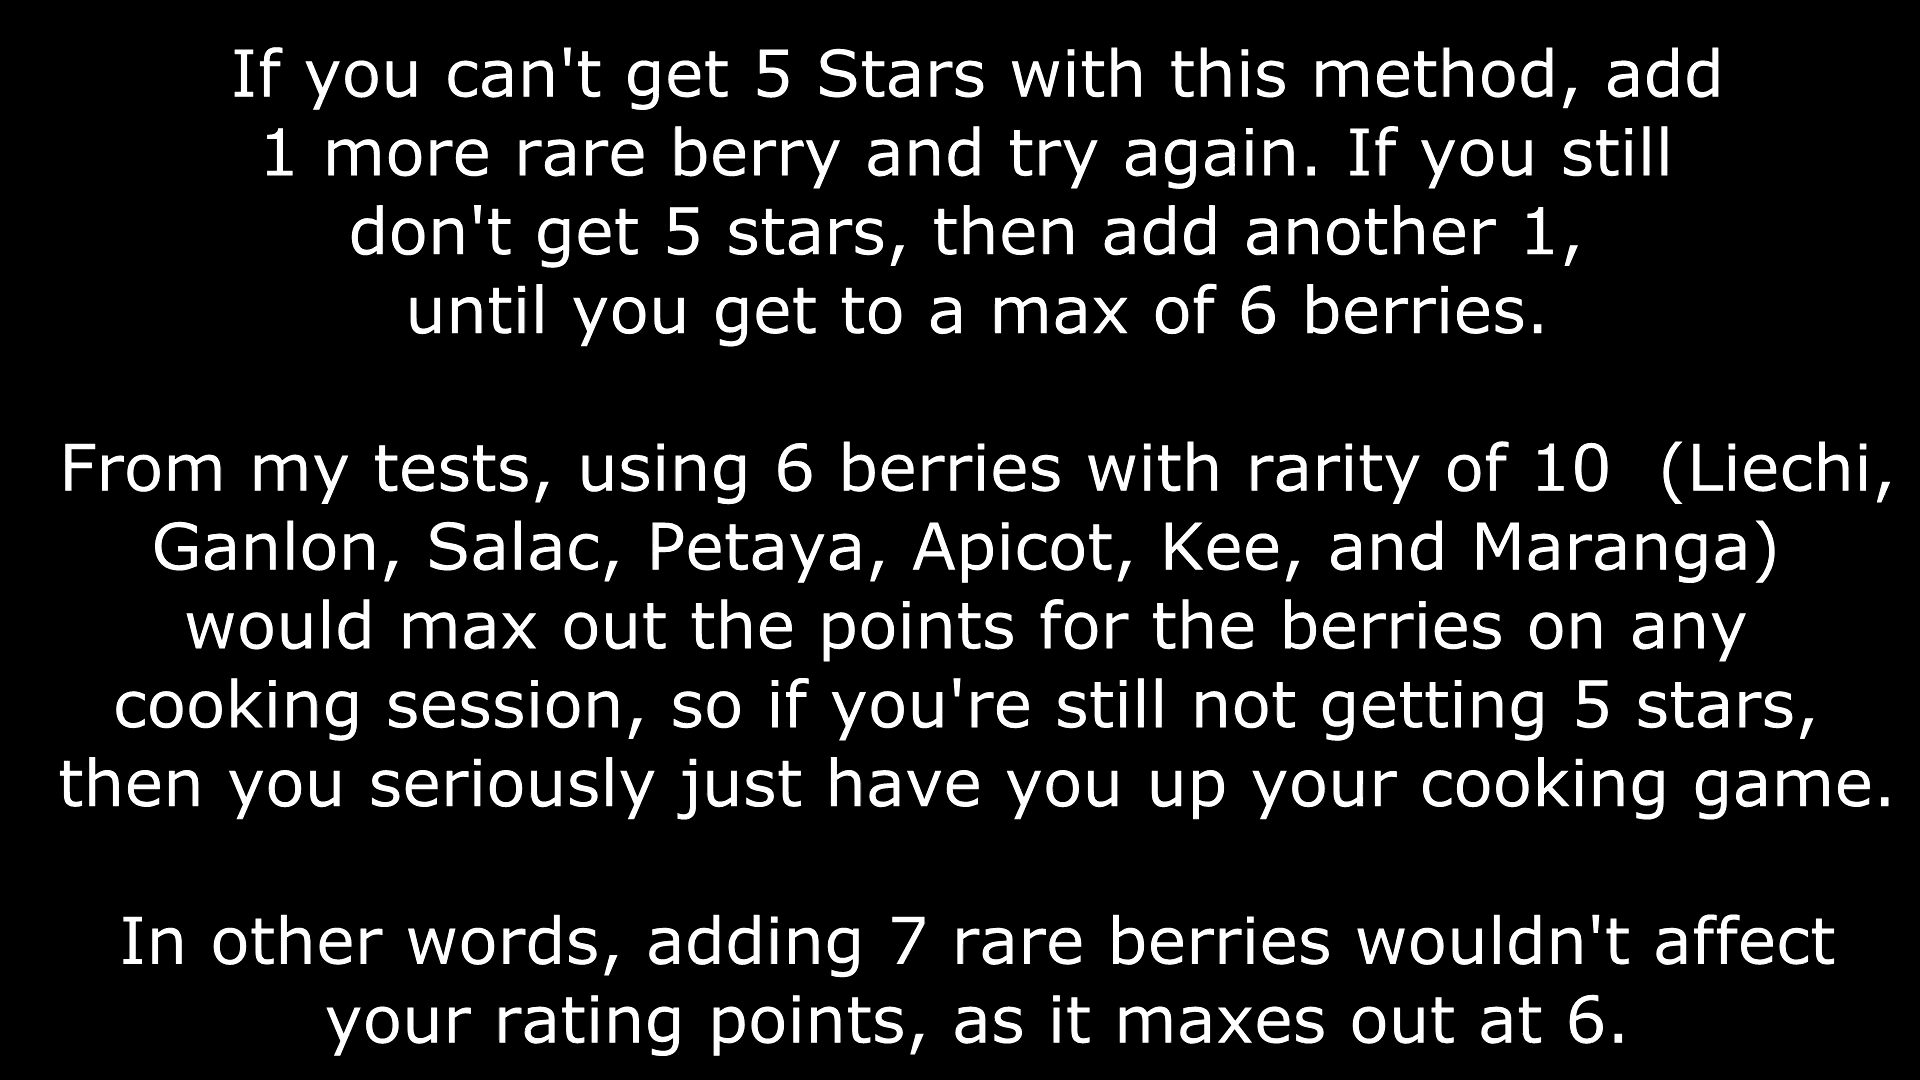 If you can't get 5 Stars with this method, add
1 more rare berry and try again. If you still
don't get 5 stars, then add another 1,
until you get to a max of 6 berries.
From my tests, using 6 berries with rarity of 10  (Liechi,
Ganlon, Salac, Petaya, Apicot, Kee, and Maranga)
would max out the points for the berries on any
cooking session, so if you're still not getting 5 stars,
then you seriously just have you up your cooking game.
In other words, adding 7 rare berries wouldn't affect
your rating points, as it maxes out at 6.